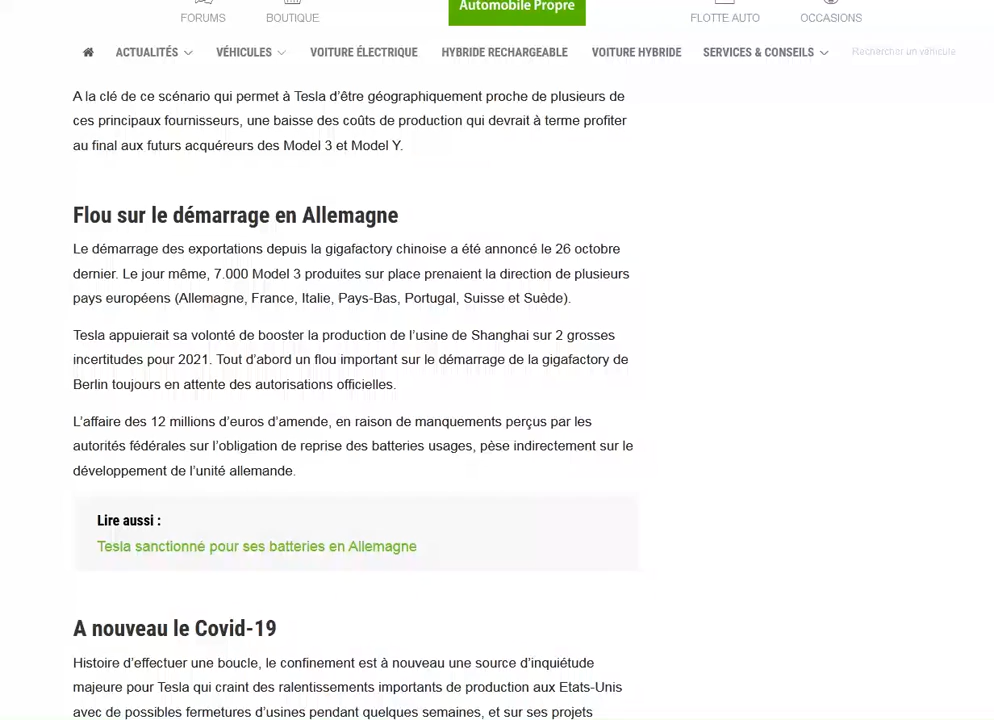 FORUMS BOUTIQUE Automobile Propre FLOTTE AUTO OCCASIONS
ACTUALITÉS VÉHICULES VOITURE ÉLECTRIQUE HYBRIDE RECHARGEABLE VOITURE HYBRIDE SERVICES & CONSEILS Rechercher un véhicule
A la clé de ce scénario qui permet à Tesla d’être géographiquement proche de plusieurs de
ces principaux fournisseurs, une baisse des coûts de production qui devrait à terme profiter
au final aux futurs acquéreurs des Model 3 et Model Y.
Flou sur le démarrage en Allemagne
Le démarrage des exportations depuis la gigafactory chinoise a été annoncé le 26 octobre
dernier. Le jour même, 7.000 Model 3 produites sur place prenaient la direction de plusieurs
pays européens (Allemagne, France, Italie, Pays-Bas, Portugal, Suisse et Suède).
Tesla appuierait sa volonté de booster la production de l’usine de Shanghai sur 2 grosses
incertitudes pour 2021. Tout d’abord un flou important sur le démarrage de la gigafactory de
Berlin toujours en attente des autorisations officielles.
L’affaire des 12 millions d’euros d’amende, en raison de manquements perçus par les
autorités fédérales sur l’obligation de reprise des batteries usages, pèse indirectement sur le
développement de l’unité allemande.
Lire aussi :
Tesla sanctionné pour ses batteries en Allemagne
A nouveau le Covid-19
Histoire d’effectuer une boucle, le confinement est à nouveau une source d’inquiétude
majeure pour Tesla qui craint des ralentissements importants de production aux Etats-Unis
avec de possibles fermetures d’usines pendant quelques semaines, et sur ses projets